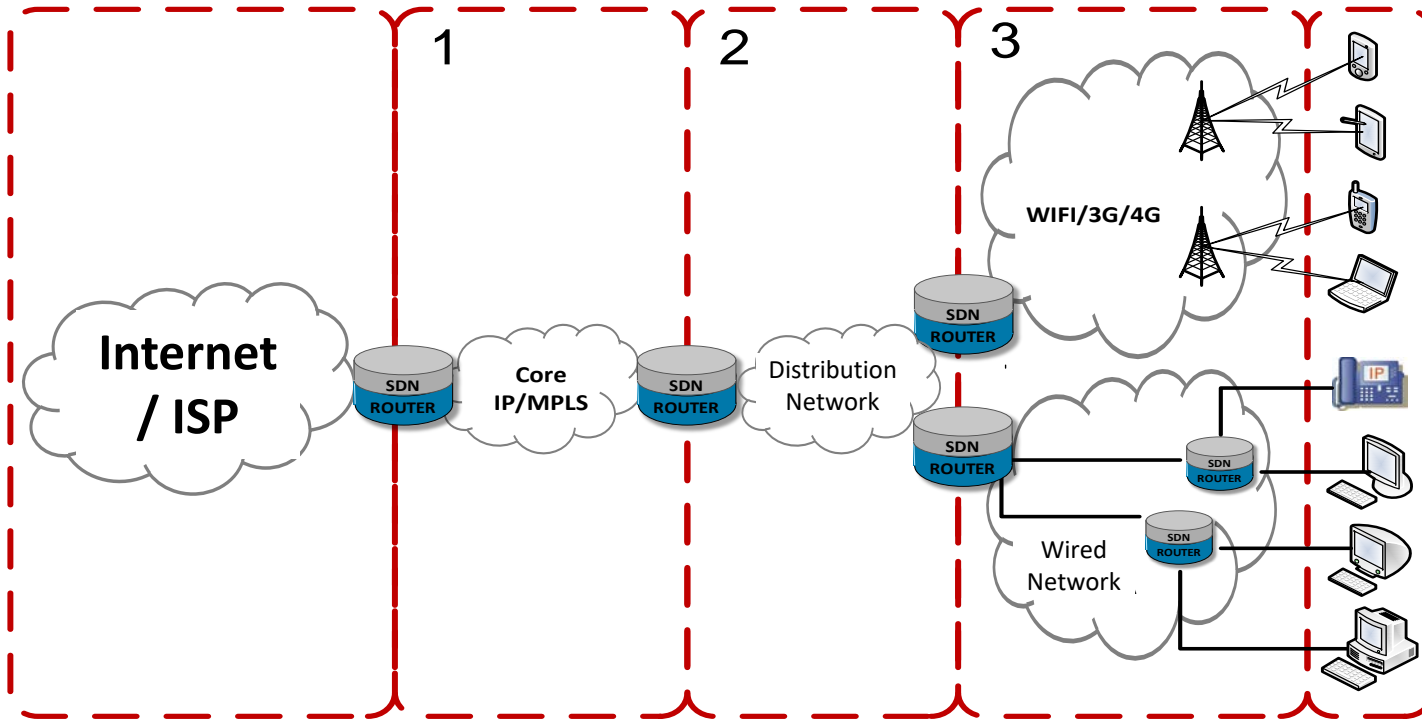 1
2
3
WIFI/3G/4G
SDN
ROUTER
Internet
/ ISP
SDN
ROUTER
Core
IP/MPLS
SDN
ROUTER
Distribution
Network
SDN
ROUTER
IP
SDN
ROUTER
SDN
ROUTER
Wired
Network